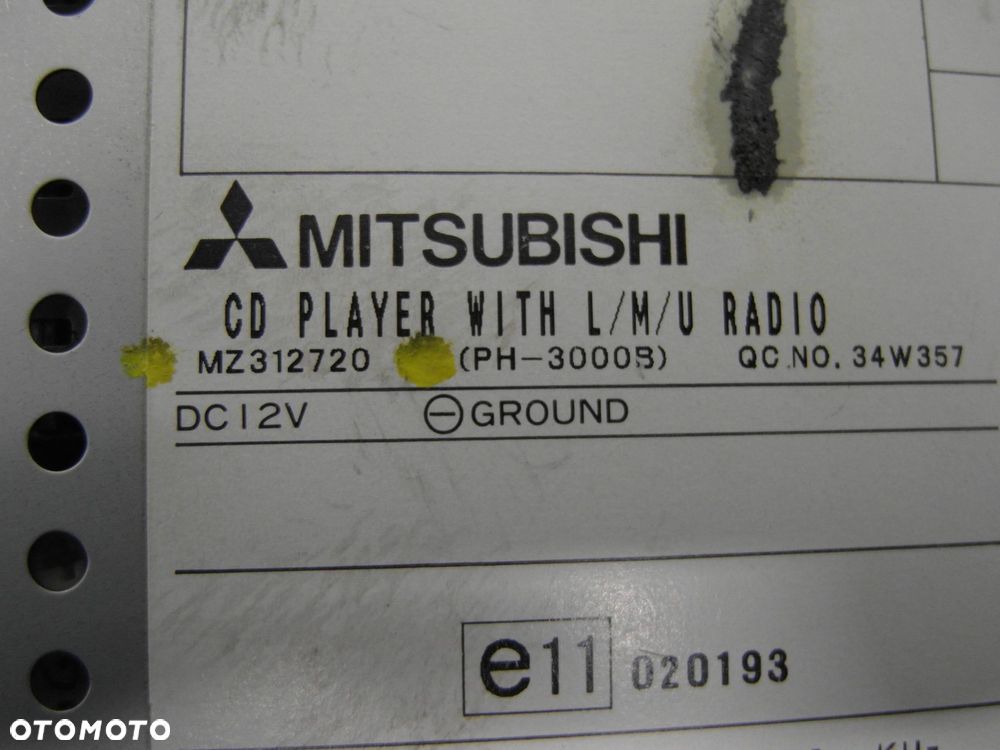 MITSUBISHI
CD PLAYER WITH L/M/U RADIO
MZ312720 (PH-3000B) QC.NO. 34W357
DC12V ⊖GROUND
e11 020193
OTOMOTO